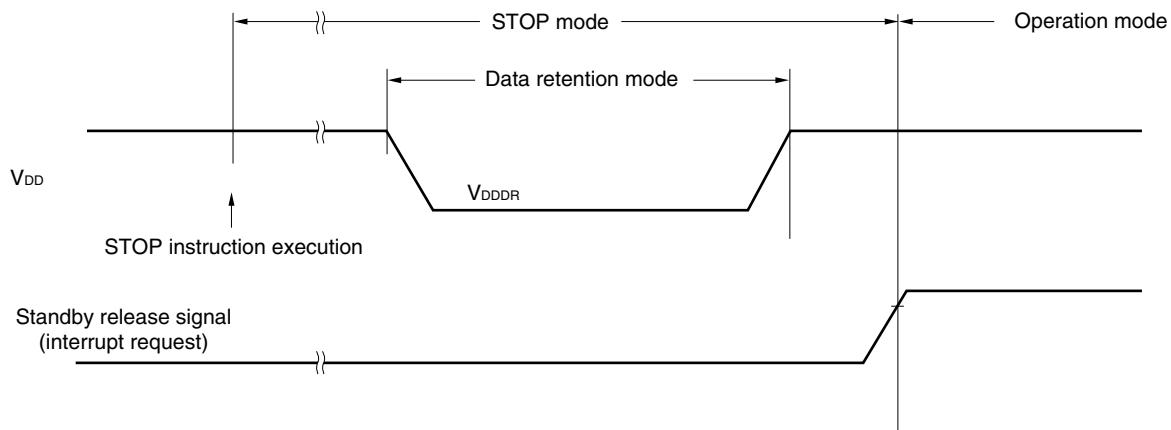 STOP mode
Operation mode
Data retention mode
VDD
VDDDR
STOP instruction execution
Standby release signal
(interrupt request)